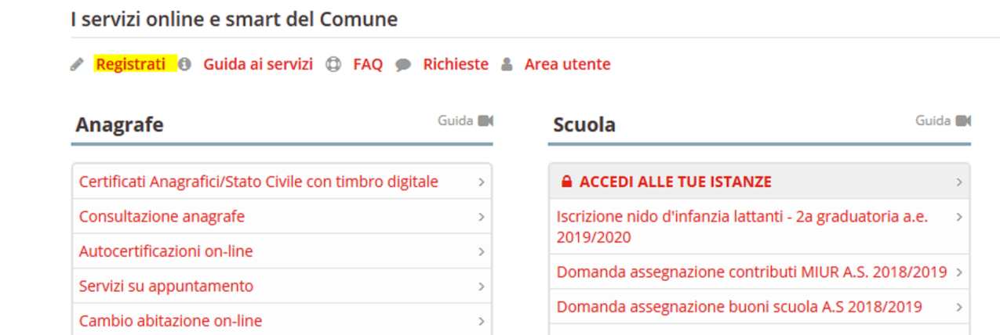 I servizi online e smart del Comune
Registrati Guida ai servizi FAQ Richieste Area utente
Anagrafe Guida
Certificati Anagrafici/Stato Civile con timbro digitale
Consultazione anagrafe
Autocertificazioni on-line
Servizi su appuntamento
Cambio abitazione on-line
Scuola Guida
ACCEDI ALLE TUE ISTANZE
Iscrizione nido d'infanzia lattanti - 2a graduatoria a.e.
2019/2020
Domanda assegnazione contributi MIUR A.S. 2018/2019
Domanda assegnazione buoni scuola A.S 2018/2019